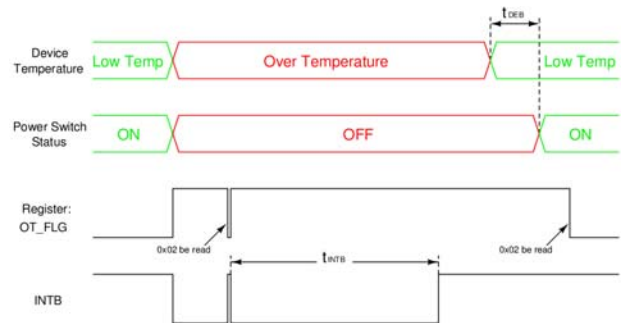 tDEB
Device
Temperature
Low Temp
Over Temperature
Low Temp
Power Switch
Status
ON
OFF
ON
Register:
OT_FLG
0x02 be read
0x02 be read
tINTB
INTB